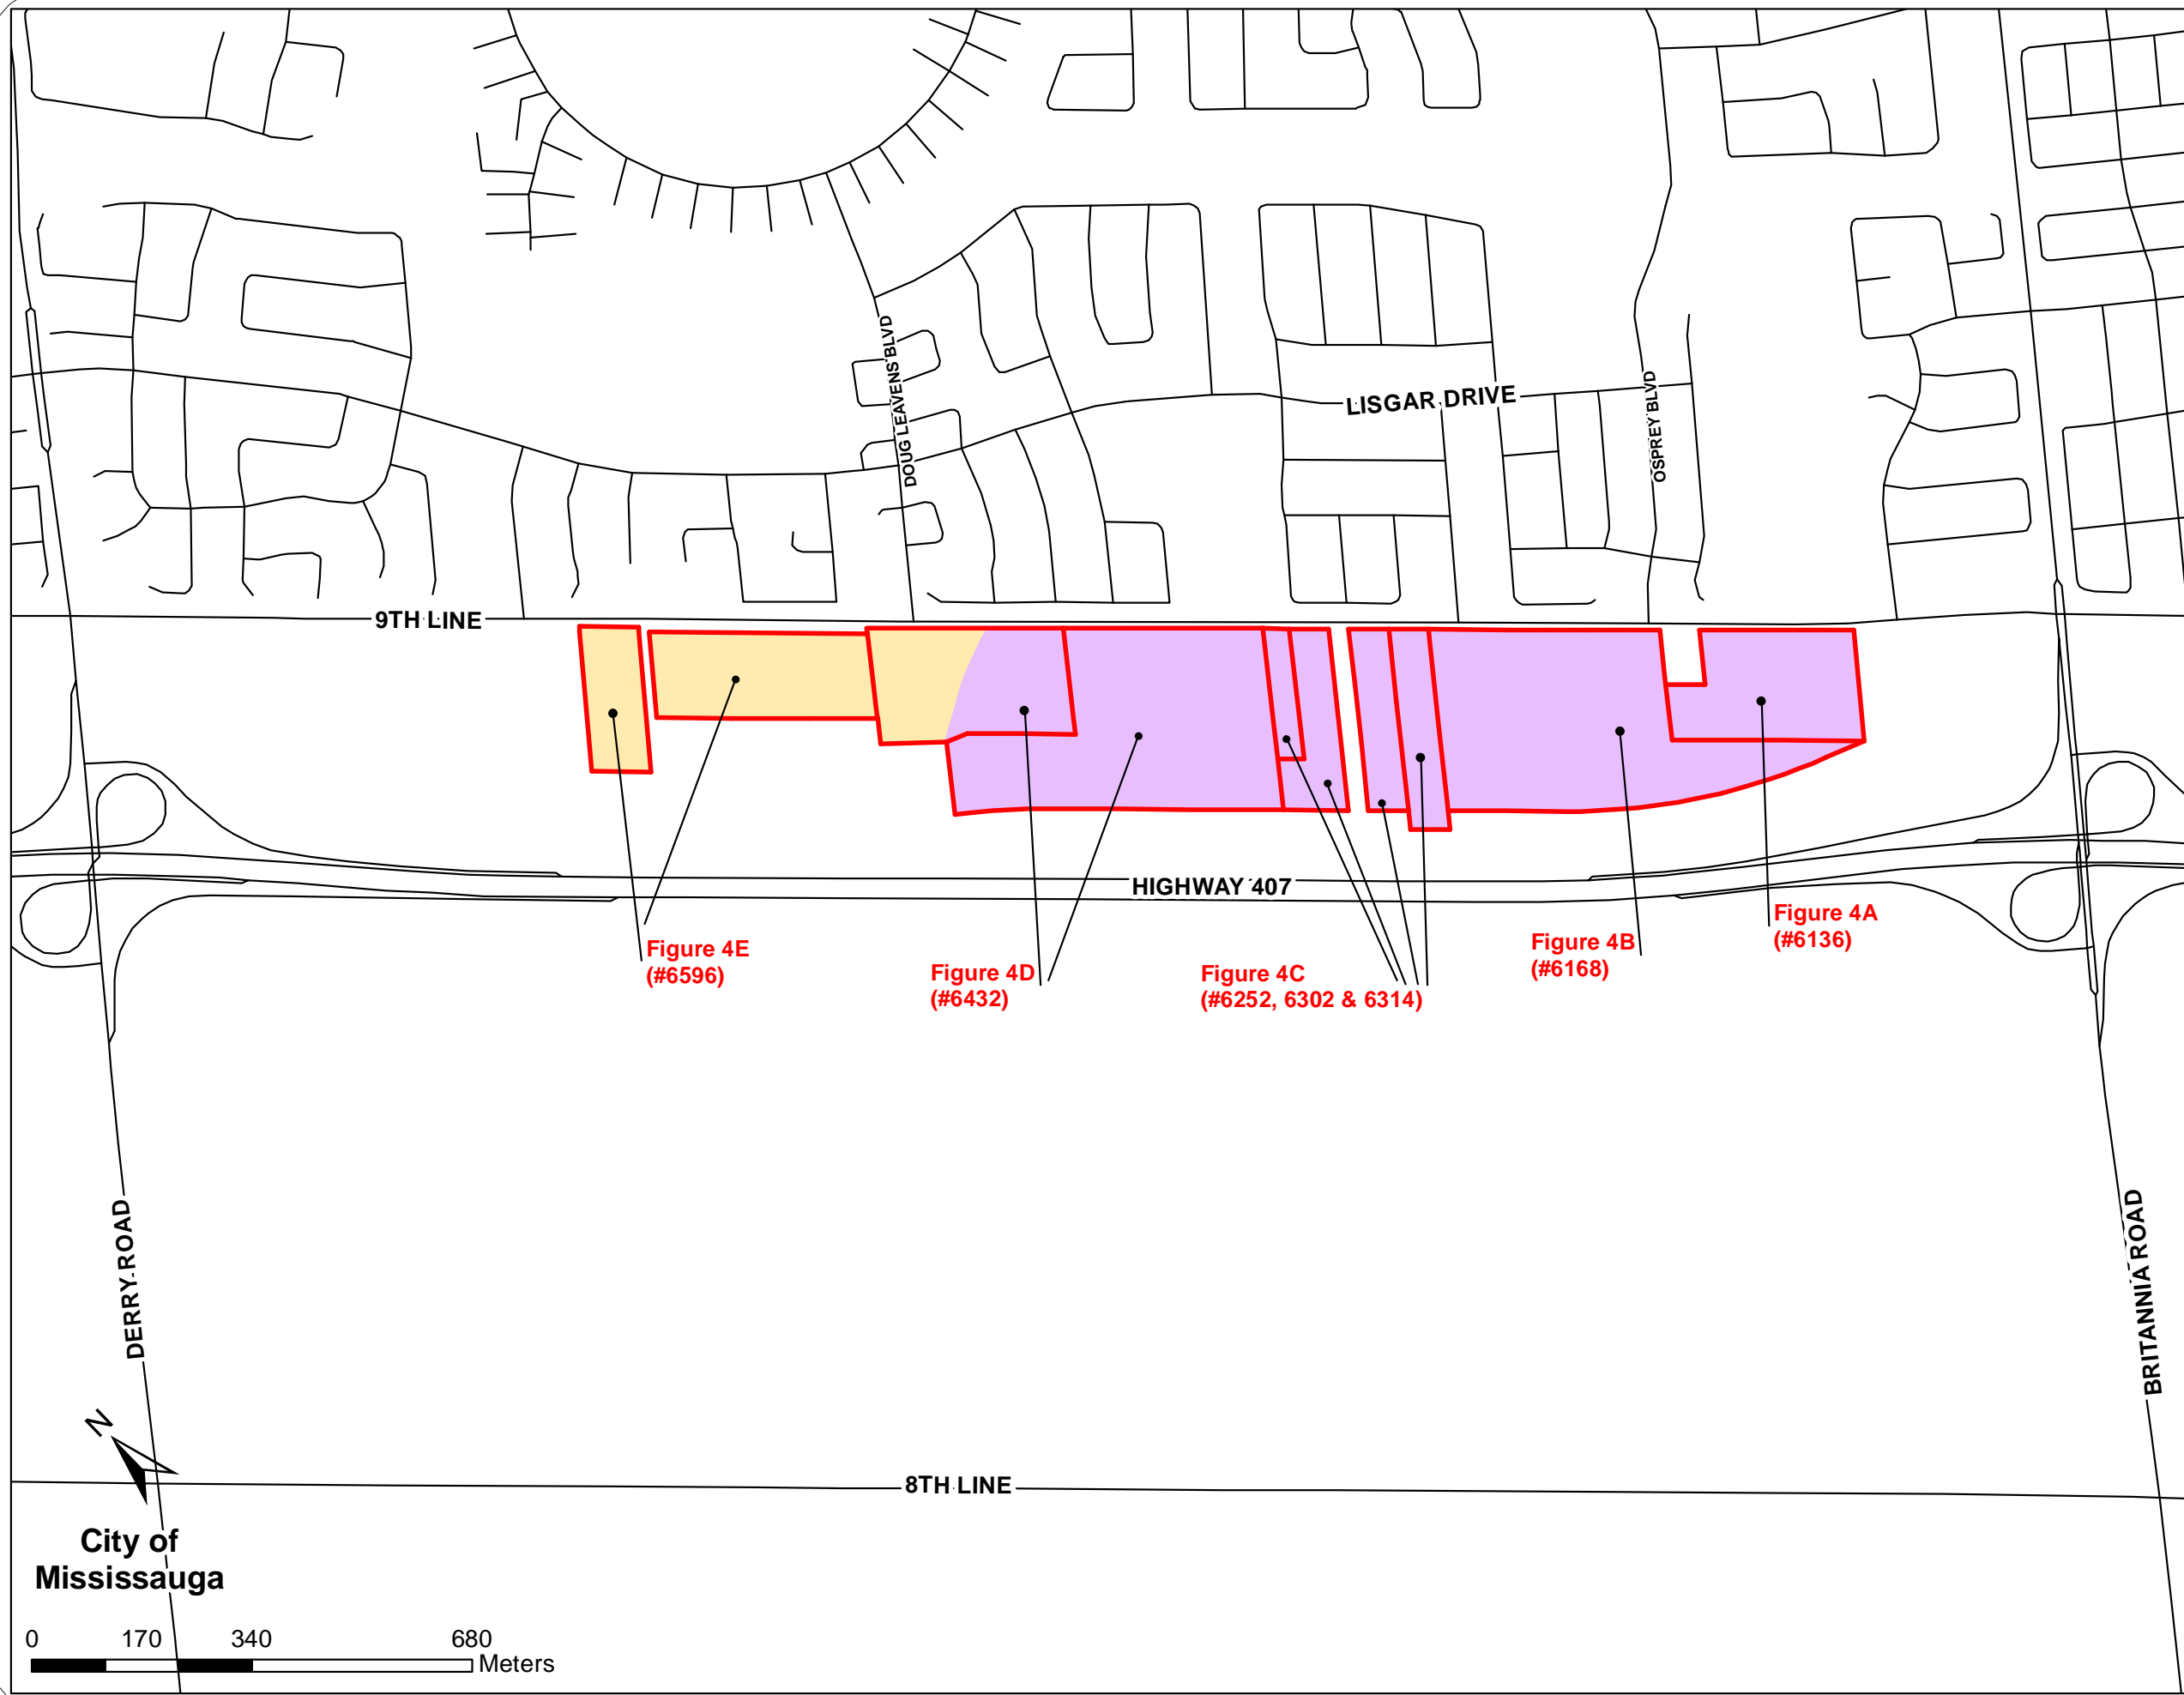 DOUG LEAVENS BLVD
LISGAR DRIVE
OSPREY BLVD
9TH LINE
HIGHWAY 407
Figure 4A
(#6136)
Figure 4B
(#6168)
Figure 4E
(#6596)
Figure 4D
(#6432)
Figure 4C
(#6252, 6302 & 6314)
DERRY ROAD
BRITANNIA ROAD
N
8TH LINE
City of
Mississauga
0 170 340 680
Meters